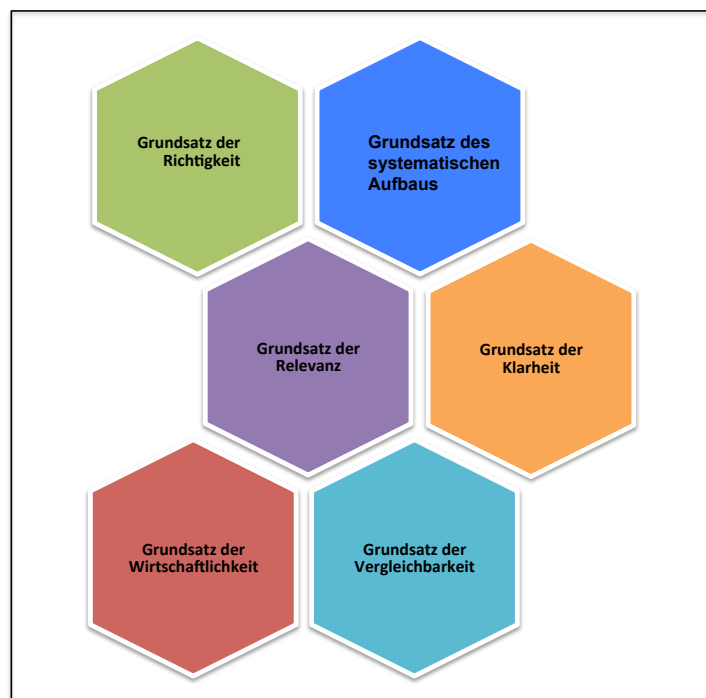 Grundsatz der
Richtigkeit
Grundsatz des
systematischen
Aufbaus
Grundsatz der
Relevanz
Grundsatz der
Klarheit
Grundsatz der
Wirtschaftlichkeit
Grundsatz der
Vergleichbarkeit